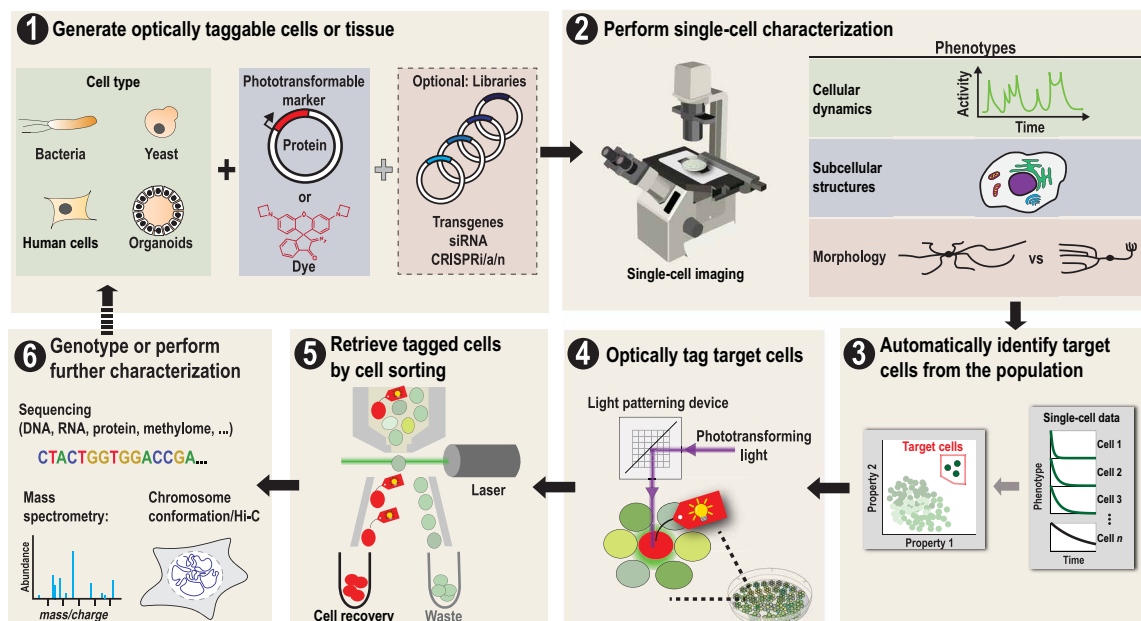 1 Generate optically taggable cells or tissue
Cell type
Bacteria
Yeast
Human cells
Organoids
+
Phototransformable
marker
Protein
or
N
O
N
N₂
O
Dye
+
Optional: Libraries
Transgenes
siRNA
CRISPRi/a/n
2 Perform single-cell characterization
Single-cell imaging
Phenotypes
Cellular
dynamics
Activity
Time
Subcellular
structures
Morphology
vs
3 Automatically identify target
cells from the population
Single-cell data
Phenotype
Cell 1
Cell 2
Cell 3
Cell n
Time
Target cells
Property 2
Property 1
4 Optically tag target cells
Light patterning device
Phototransforming
light
5 Retrieve tagged cells
by cell sorting
Laser
Cell recovery
Waste
6 Genotype or perform
further characterization
Sequencing
(DNA, RNA, protein, methylome, ...)
CTACTGGTGGACCGA...
Mass
spectrometry:
Abundance
mass/charge
Chromosome
conformation/Hi-C